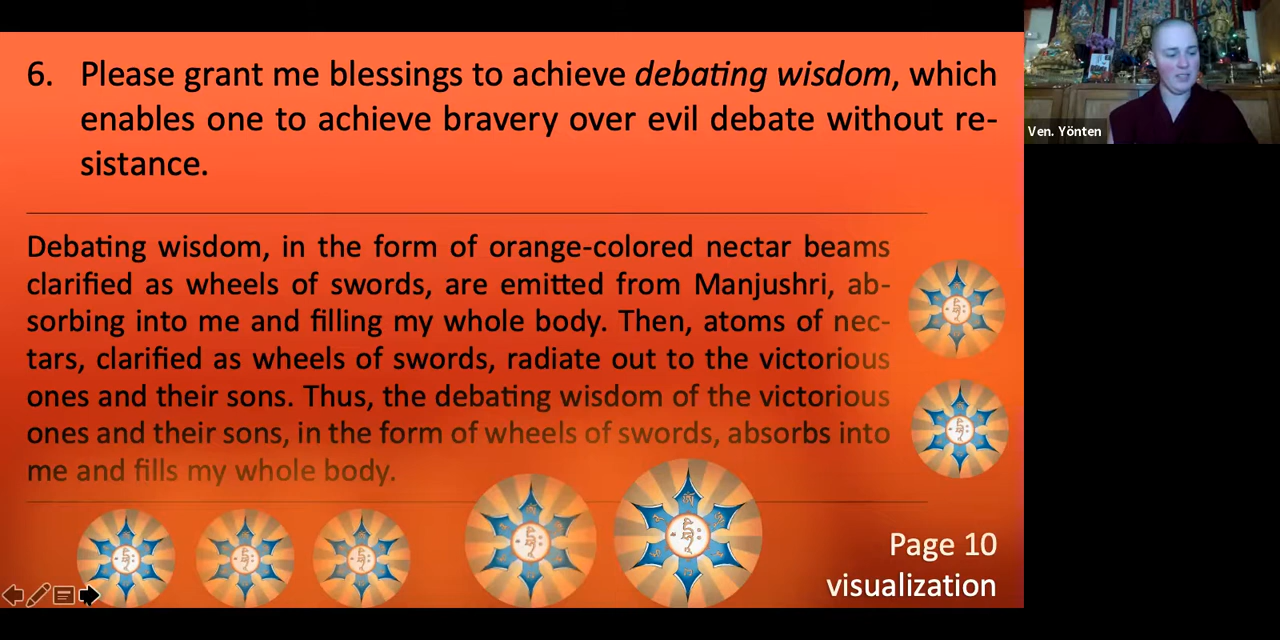 6. Please grant me blessings to achieve debating wisdom, which
enables one to achieve bravery over evil debate without re-
sistance.
Debating wisdom, in the form of orange-colored nectar beams
clarified as wheels of swords, are emitted from Manjushri, ab-
sorbing into me and filling my whole body. Then, atoms of nec-
tars, clarified as wheels of swords, radiate out to the victorious
ones and their sons. Thus, the debating wisdom of the victorious
ones and their sons, in the form of wheels of swords, absorbs into
me and fills my whole body.
Page 10
visualization
Ven. Yönten